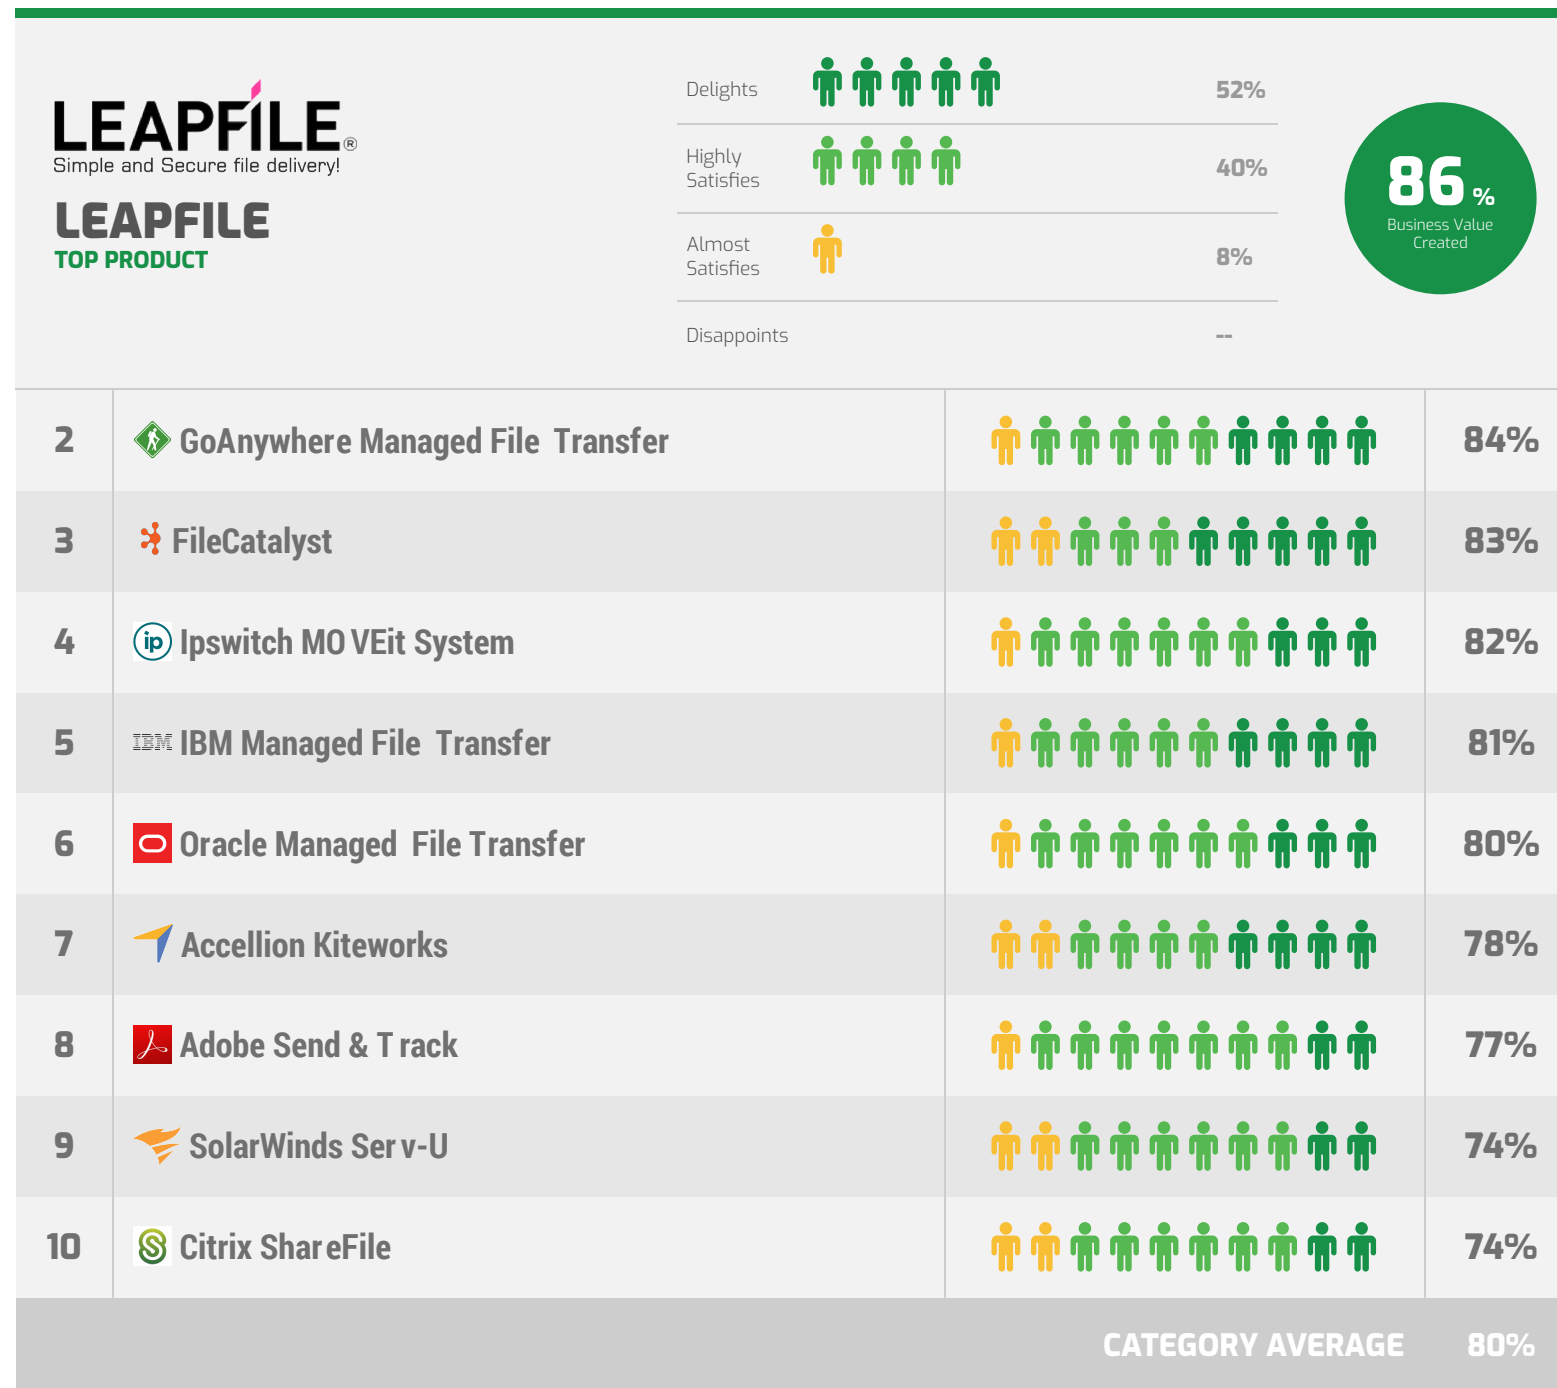 LEAPFILE®
Simple and Secure file delivery!
LEAPFILE
TOP PRODUCT
Delights 52%
Highly
Satisfies 40%
Almost
Satisfies 8%
Disappoints --
86 %
Business Value
Created
2 GoAnywhere Managed File Transfer 84%
3 FileCatalyst 83%
4 ip Ipswitch MO VEit System 82%
5 IBM IBM Managed File Transfer 81%
6 Oracle Managed File Transfer 80%
7 Accellion Kiteworks 78%
8 Adobe Send & T rack 77%
9 SolarWinds Ser v-U 74%
10 S Citrix Shar eFile 74%
CATEGORY AVERAGE 80%